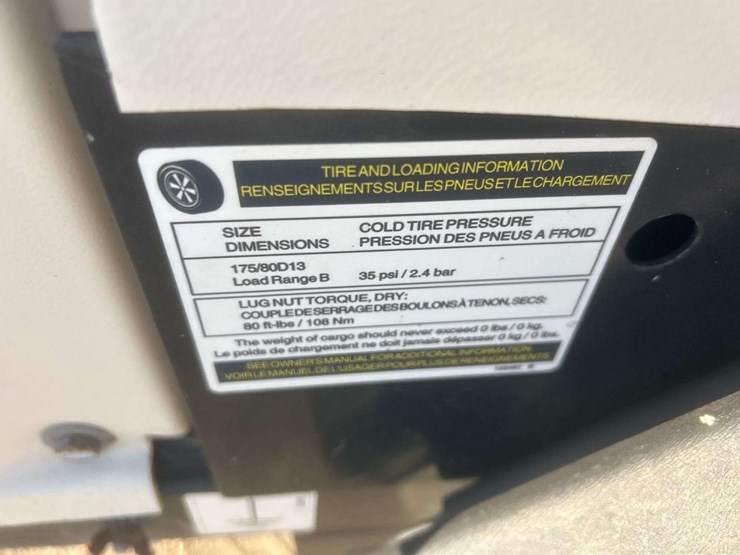 TIRE AND LOADING INFORMATION
RENSEIGNEMENTS SUR LES PNEUS ET LE CHARGEMENT
SIZE
DIMENSIONS
COLD TIRE PRESSURE
PRESSION DES PNEUS A FROID
175/80D13
Load Range B
35 psi / 2.4 bar
LUG NUT TORQUE, DRY:
COUPLE DE SERRAGE DES BOULONS À TENON, SECS:
80 ft-lbs / 108 Nm
The weight of cargo should never exceed 0 lbs / 0 kg.
Le poids de chargement ne doit jamais dépasser 0 kg / 0 lbs.
SEE OWNER'S MANUAL FOR ADDITIONAL INFORMATION
VOIR LE MANUEL DE L'USAGER POUR PLUS DE RENSEIGNEMENTS